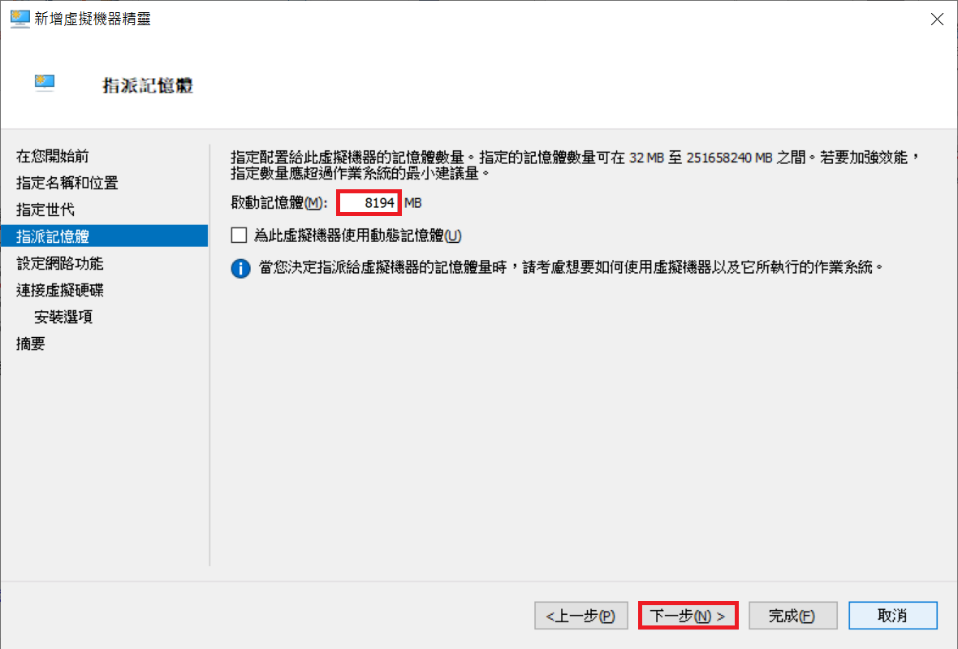 新增虛擬機器精靈
指派記憶體
在您開始前
指定名稱和位置
指定世代
指派記憶體
設定網路功能
連接虛擬硬碟
安裝選項
摘要
指定配置給此虛擬機器的記憶體數量。指定的記憶體數量可在 32 MB 至 251658240 MB 之間。若要加強效能，
指定數量應超過作業系統的最小建議量。
啟動記憶體(M): 8194 MB
為此虛擬機器使用動態記憶體(U)
當您決定指派給虛擬機器的記憶體量時，請考慮想要如何使用虛擬機器以及它所執行的作業系統。
<上一步(P) 下一步(N) > 完成(F) 取消